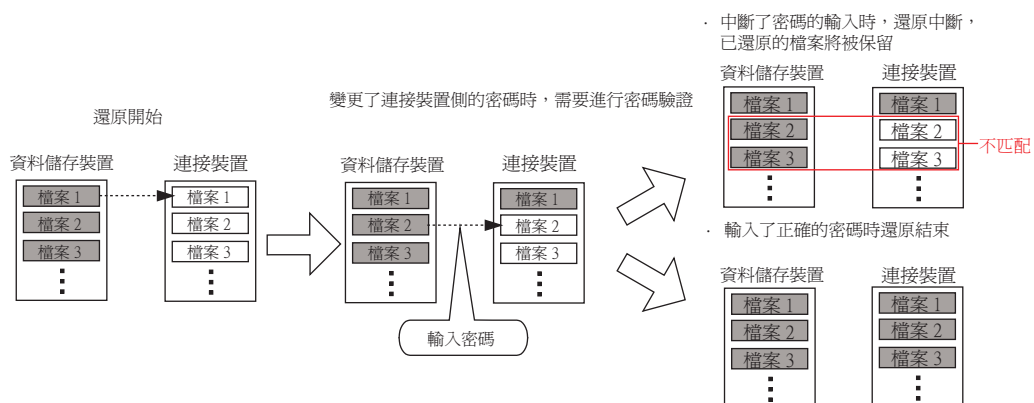 還原開始
資料儲存裝置
連接裝置
檔案 1
檔案 2
檔案 3
檔案 1
檔案 2
檔案 3
變更了連接裝置側的密碼時，需要進行密碼驗證
資料儲存裝置
連接裝置
檔案 1
檔案 2
檔案 3
檔案 1
檔案 2
檔案 3
輸入密碼
· 中斷了密碼的輸入時，還原中斷，
已還原的檔案將被保留
資料儲存裝置
連接裝置
檔案 1
檔案 2
檔案 3
檔案 1
檔案 2
檔案 3
不匹配
· 輸入了正確的密碼時還原結束
資料儲存裝置
連接裝置
檔案 1
檔案 2
檔案 3
檔案 1
檔案 2
檔案 3